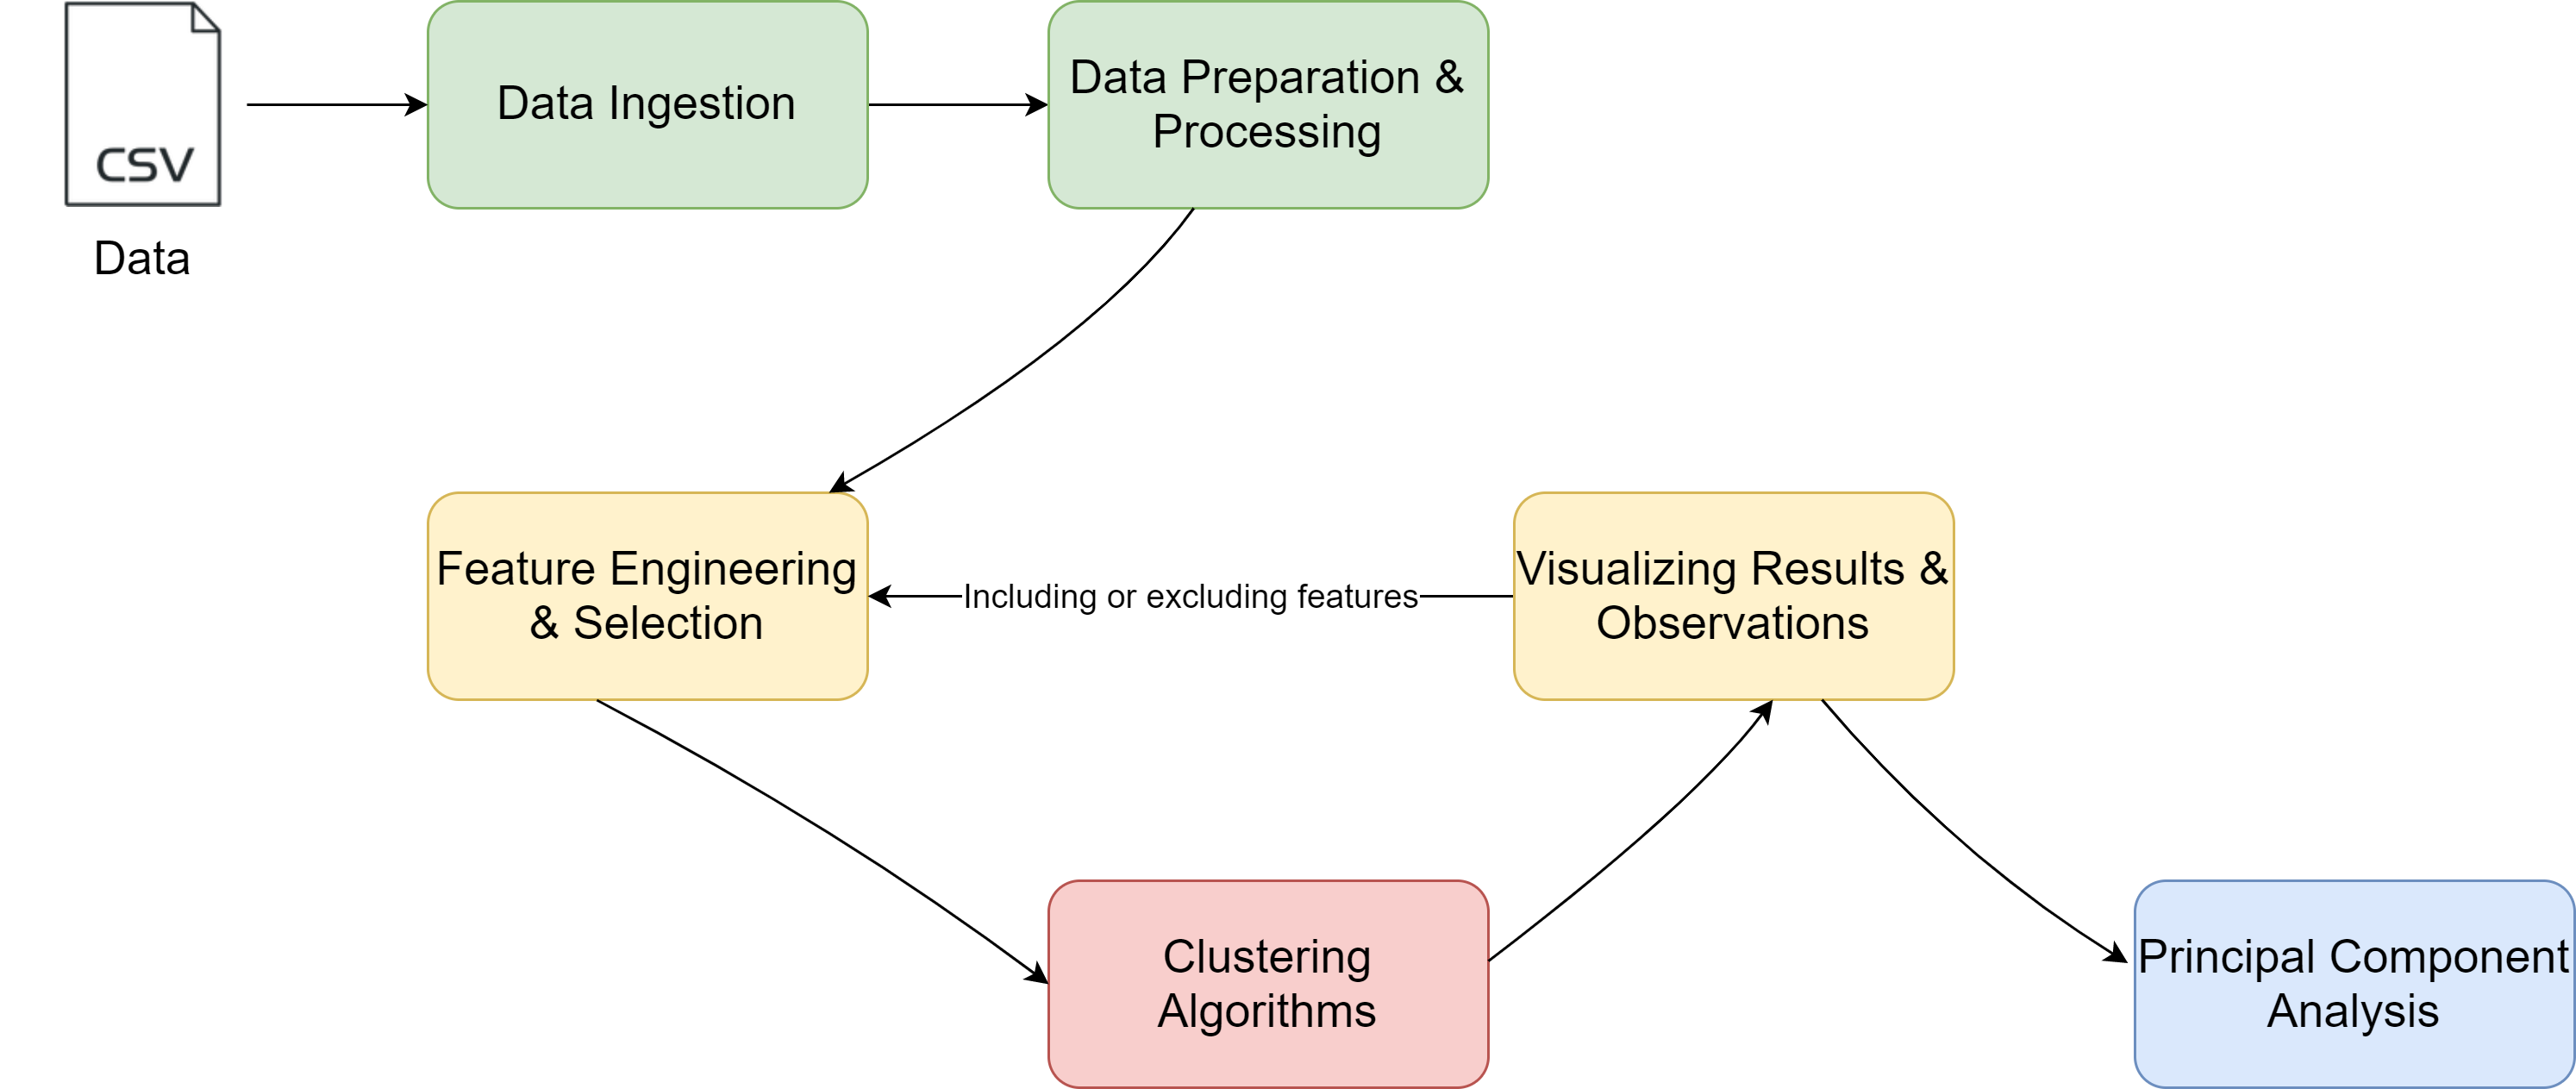 CSV
Data
Data Ingestion
Data Preparation &
Processing
Feature Engineering
& Selection
Including or excluding features
Visualizing Results &
Observations
Clustering
Algorithms
Principal Component
Analysis